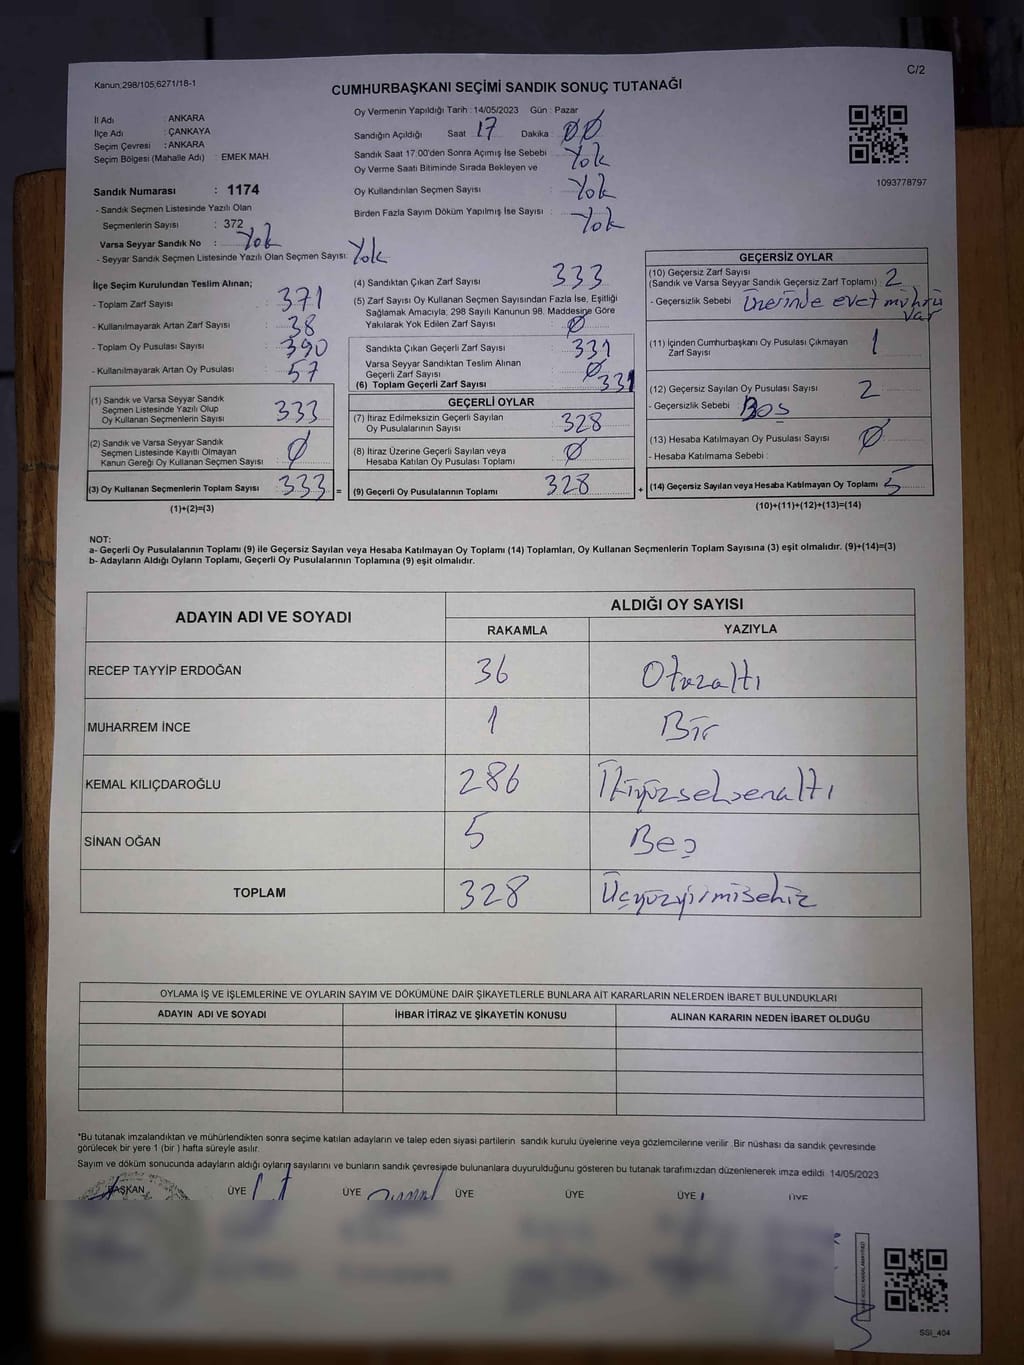 C/2
Kanun,298/105,6271/18-1
CUMHURBAŞKANI SEÇİMİ SANDIK SONUÇ TUTANAĞI
İl Adı : ANKARA
İlçe Adı : ÇANKAYA
Seçim Çevresi : ANKARA
Seçim Bölgesi (Mahalle Adı) : EMEK MAH.
Sandık Numarası : 1174
- Sandık Seçmen Listesinde Yazılı Olan
Seçmenlerin Sayısı : 372
Varsa Seyyar Sandık No : Yok
- Seyyar Sandık Seçmen Listesinde Yazılı Olan Seçmen Sayısı: Yok
Oy Vermenin Yapıldığı Tarih : 14/05/2023 Gün : Pazar
Sandığın Açıldığı Saat 17 Dakika 00
Sandık Saat 17:00'den Sonra Açımış İse Sebebi Yok
Oy Verme Saati Bitiminde Sırada Bekleyen ve
Oy Kullandırılan Seçmen Sayısı : Yok
Birden Fazla Sayım Döküm Yapılmış İse Sayısı : Yok
1093778797
İlçe Seçim Kurulundan Teslim Alınan;
- Toplam Zarf Sayısı : 371
- Kullanılmayarak Artan Zarf Sayısı : 38
- Toplam Oy Pusulası Sayısı : 390
- Kullanılmayarak Artan Oy Pusulası : 57
(1) Sandık ve Varsa Seyyar Sandık
Seçmen Listesinde Yazılı Olup
Oy Kullanan Seçmenlerin Sayısı : 333
(2) Sandık ve Varsa Seyyar Sandık
Seçmen Listesinde Kayıtlı Olmayan
Kanun Gereği Oy Kullanan Seçmen Sayısı : 0
(3) Oy Kullanan Seçmenlerin Toplam Sayısı : 333 =
(1)+(2)=(3)
(4) Sandıktan Çıkan Zarf Sayısı : 333
(5) Zarf Sayısı Oy Kullanan Seçmen Sayısından Fazla İse, Eşitliği
Sağlamak Amacıyla, 298 Sayılı Kanunun 98. Maddesine Göre
Yakılarak Yok Edilen Zarf Sayısı : 0
Sandıkta Çıkan Geçerli Zarf Sayısı : 331
Varsa Seyyar Sandıktan Teslim Alınan
Geçerli Zarf Sayısı : 0
(6) Toplam Geçerli Zarf Sayısı : 331
GEÇERLİ OYLAR
(7) İtiraz Edilmeksizin Geçerli Sayılan
Oy Pusulalarının Sayısı : 328
(8) İtiraz Üzerine Geçerli Sayılan veya
Hesaba Katılan Oy Pusulası Toplamı : 0
(9) Geçerli Oy Pusulalarının Toplamı : 328 +
GEÇERSİZ OYLAR
(10) Geçersiz Zarf Sayısı
(Sandık ve Varsa Seyyar Sandık Geçersiz Zarf Toplamı) : 2
- Geçersizlik Sebebi : üzerinde evet mührü
var
(11) İçinden Cumhurbaşkanı Oy Pusulası Çıkmayan
Zarf Sayısı : 1
(12) Geçersiz Sayılan Oy Pusulası Sayısı : 2
- Geçersizlik Sebebi : Boş
(13) Hesaba Katılmayan Oy Pusulası Sayısı : 0
- Hesaba Katılmama Sebebi :
(14) Geçersiz Sayılan veya Hesaba Katılmayan Oy Toplamı : 5
(10)+(11)+(12)+(13)=(14)
NOT:
a- Geçerli Oy Pusulalarının Toplamı (9) ile Geçersiz Sayılan veya Hesaba Katılmayan Oy Toplamı (14) Toplamları, Oy Kullanan Seçmenlerin Toplam Sayısına (3) eşit olmalıdır. (9)+(14)=(3)
b- Adayların Aldığı Oyların Toplamı, Geçerli Oy Pusulalarının Toplamına (9) eşit olmalıdır.
ADAYIN ADI VE SOYADI ALDIĞI OY SAYISI
RAKAMLA YAZIYLA
RECEP TAYYİP ERDOĞAN 36 Otuzaltı
MUHARREM İNCE 1 Bir
KEMAL KILIÇDAROĞLU 286 İkiyüzseksenaltı
SİNAN OĞAN 5 Beş
TOPLAM 328 Üçyüzyirmisekiz
OYLAMA İŞ VE İŞLEMLERİNE VE OYLARIN SAYIM VE DÖKÜMÜNE DAİR ŞİKAYETLERLE BUNLARA AİT KARARLARIN NELERDEN İBARET BULUNDUKLARI
ADAYIN ADI VE SOYADI İHBAR İTİRAZ VE ŞİKAYETİN KONUSU ALINAN KARARIN NEDEN İBARET OLDUĞU
*Bu tutanak imzalandıktan ve mühürlendikten sonra seçime katılan adayların ve talep eden siyasi partilerin sandık kurulu üyelerine veya gözlemcilerine verilir. Bir nüshası da sandık çevresinde
görülecek bir yere 1 (bir) hafta süreyle asılır.
Sayım ve döküm sonucunda adayların aldığı oyların sayılarını ve bunların sandık çevresinde bulunanlara duyurulduğunu gösteren bu tutanak tarafımızdan düzenlenerek imza edildi. 14/05/2023
BAŞKAN ÜYE ÜYE ÜYE ÜYE ÜYE ÜYE
SSI_404